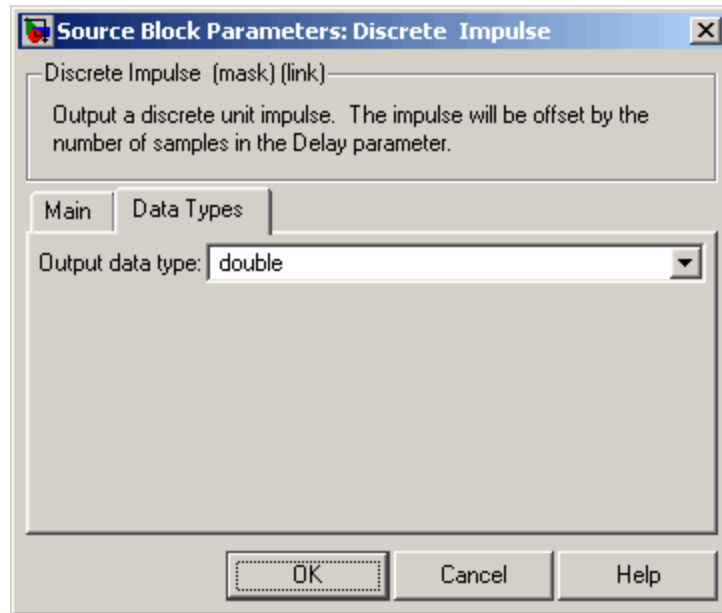 Source Block Parameters: Discrete Impulse
Discrete Impulse (mask) (link)
Output a discrete unit impulse. The impulse will be offset by the
number of samples in the Delay parameter.
Main Data Types
Output data type: double
OK Cancel Help